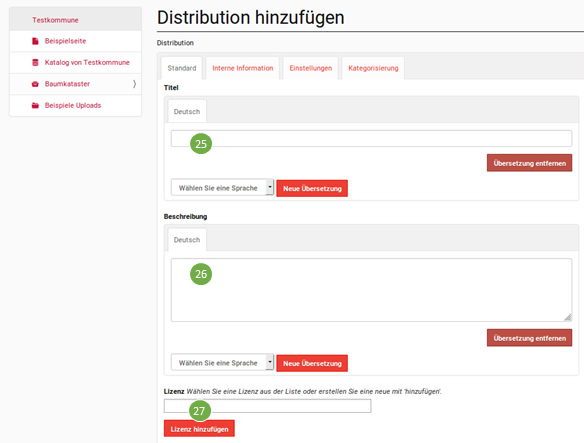 Testkommune
Beispielseite
Katalog von Testkommune
Baumkataster
Beispiele Uploads
Distribution hinzufügen
Distribution
Standard
Interne Information
Einstellungen
Kategorisierung
Titel
Deutsch
25
Übersetzung entfernen
Wählen Sie eine Sprache
Neue Übersetzung
Beschreibung
Deutsch
26
Übersetzung entfernen
Wählen Sie eine Sprache
Neue Übersetzung
Lizenz Wählen Sie eine Lizenz aus der Liste oder erstellen Sie eine neue mit 'hinzufügen'.
27
Lizenz hinzufügen